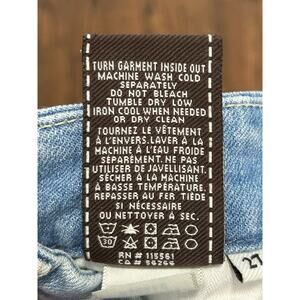 TURN GARMENT INSIDE OUT
MACHINE WASH COLD
SEPARATELY
DO NOT BLEACH
TUMBLE DRY LOW
IRON COOL WHEN NEEDED
OR DRY CLEAN
TOURNEZ LE VÊTEMENT
À L'ENVERS. LAVER À LA
MACHINE À L'EAU FROIDE
SÉPARÉMENT. NE PAS
UTILISER DE JAVELLISANT.
SÉCHER À LA MACHINE
À BASSE TEMPÉRATURE.
REPASSER AU FER TIÈDE
SI NÉCESSAIRE
OU NETTOYER À SEC.
30
RN # 115561
CA # 56266
27